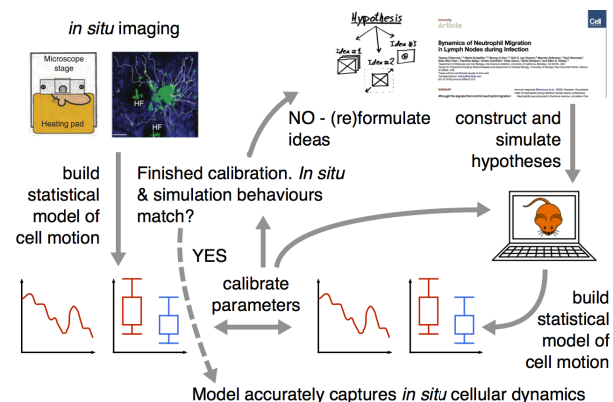 in situ imaging
Microscope
stage
Heating pad
HF
HF
Hypothesis
Idea #1
Idea #2
Idea #3
Immunity
Article
Cell
Dynamics of Neutrophil Migration
in Lymph Nodes during Infection
SUMMARY
NO - (re)formulate
ideas
construct and
simulate
hypotheses
build
statistical
model of
cell motion
Finished calibration. In situ
& simulation behaviours
match?
YES
calibrate
parameters
build
statistical
model of
cell motion
Model accurately captures in situ cellular dynamics